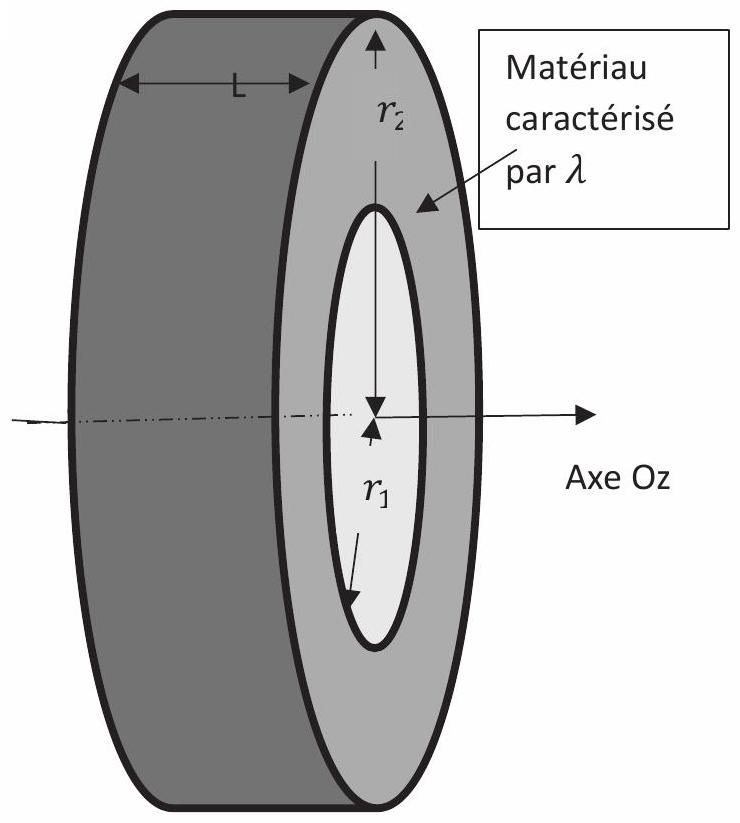 L
r₂
Matériau
caractérisé
par λ
r₁
Axe Oz